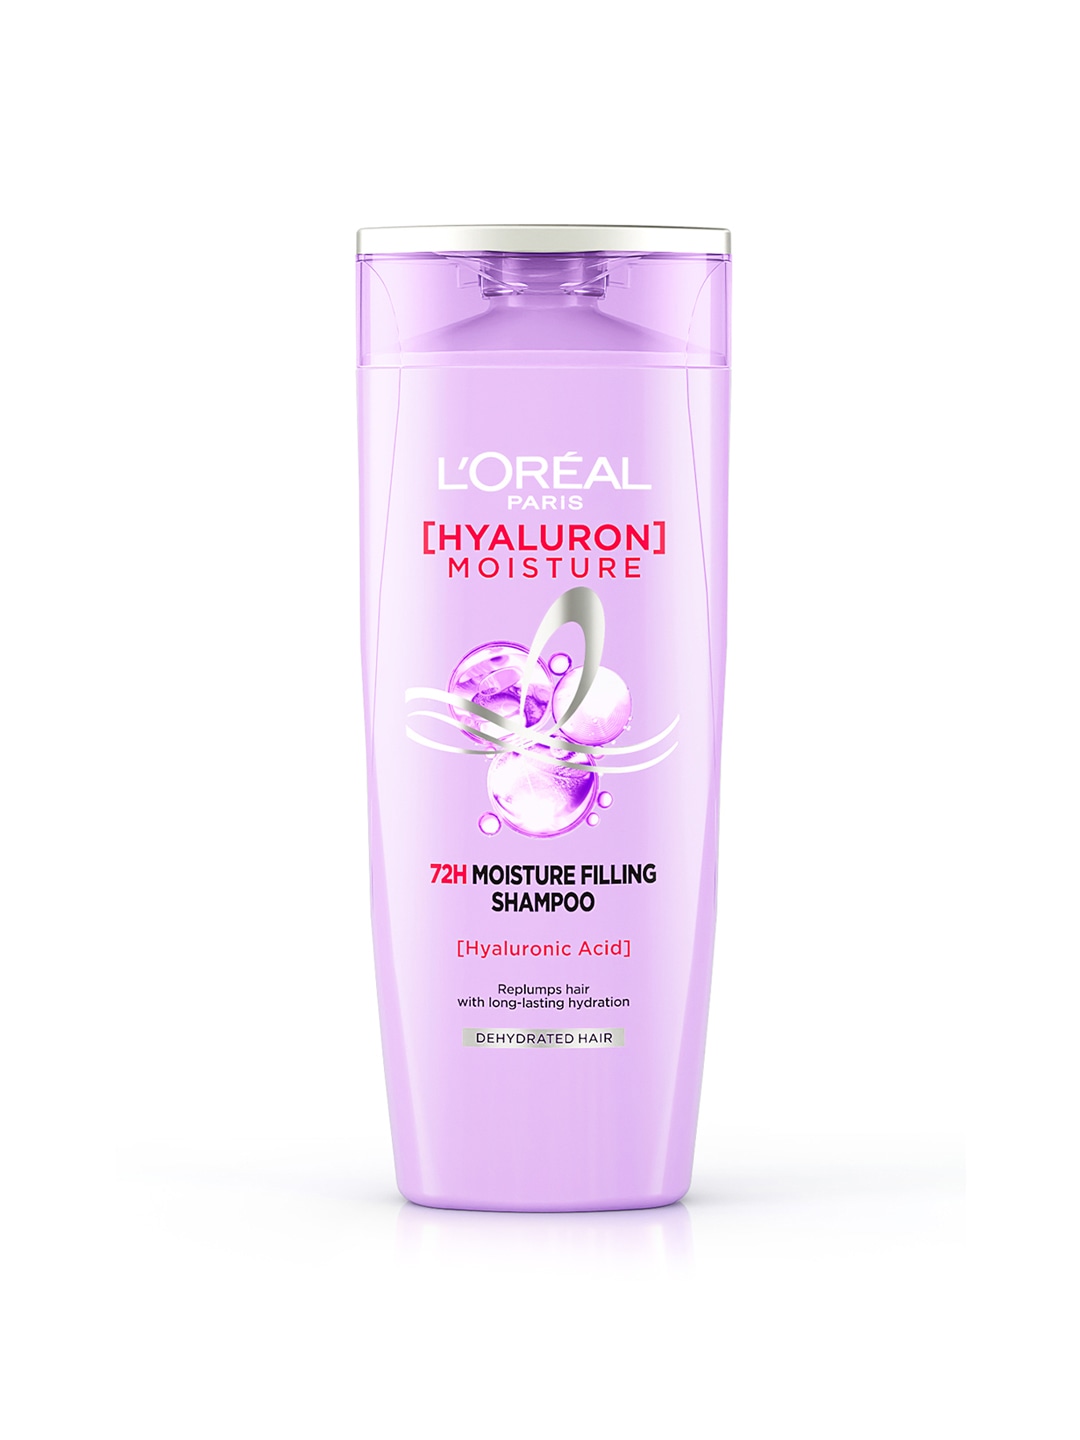 L'ORÉAL
PARIS
[HYALURON]
MOISTURE
72H MOISTURE FILLING
SHAMPOO
[Hyaluronic Acid]
Replumps hair
with long-lasting hydration
DEHYDRATED HAIR